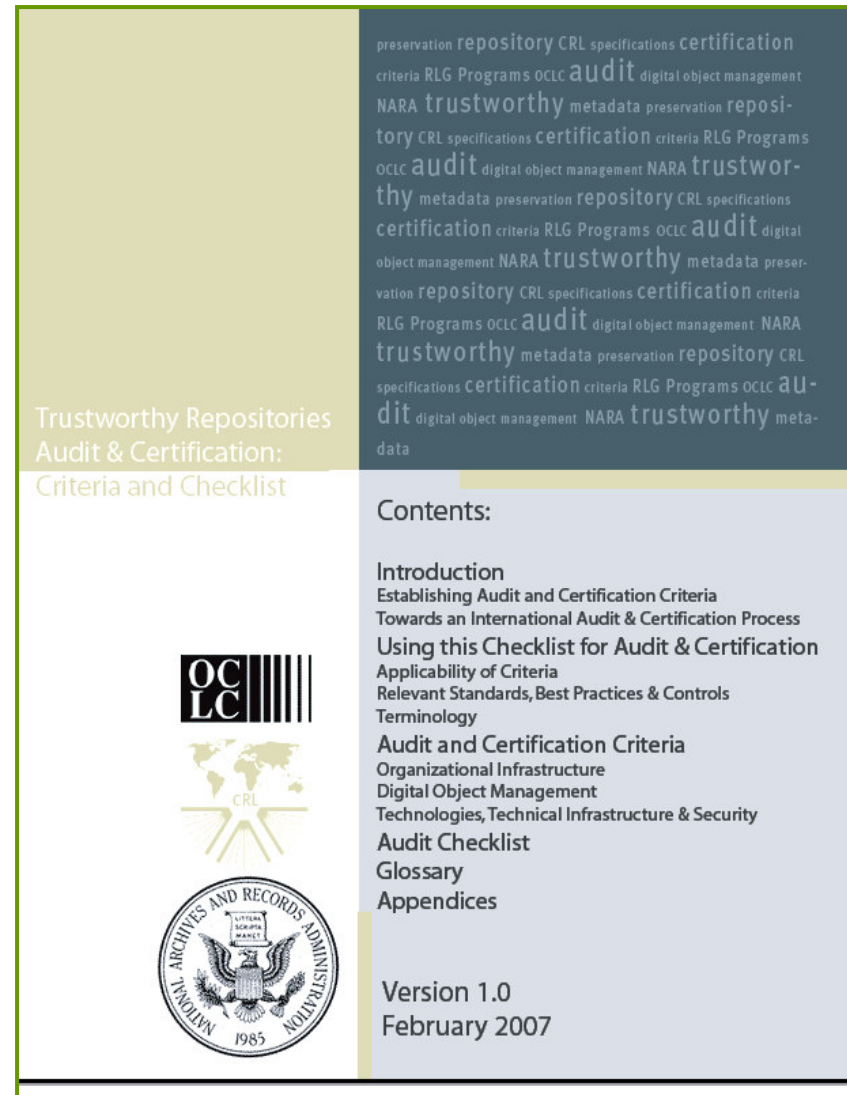 preservation repository CRL specifications certification
criteria RLG Programs OCLC audit digital object management
NARA trustworthy metadata preservation reposi-
tory CRL specifications certification criteria RLG Programs
OCLC audit digital object management NARA trustwor-
thy metadata preservation repository CRL specifications
certification criteria RLG Programs OCLC audit digital
object management NARA trustworthy metadata preser-
vation repository CRL specifications certification criteria
RLG Programs OCLC audit digital object management NARA
trustworthy metadata preservation repository CRL
specifications certification criteria RLG Programs OCLC au-
dit digital object management NARA trustworthy meta-
data
Trustworthy Repositories
Audit & Certification:
Criteria and Checklist
Contents:
Introduction
Establishing Audit and Certification Criteria
Towards an International Audit & Certification Process
Using this Checklist for Audit & Certification
Applicability of Criteria
Relevant Standards, Best Practices & Controls
Terminology
Audit and Certification Criteria
Organizational Infrastructure
Digital Object Management
Technologies, Technical Infrastructure & Security
Audit Checklist
Glossary
Appendices
OC
LC
CRL
NATIONAL ARCHIVES AND RECORDS ADMINISTRATION
LITTERA
SCRIPTA
MANET
1985
Version 1.0
February 2007